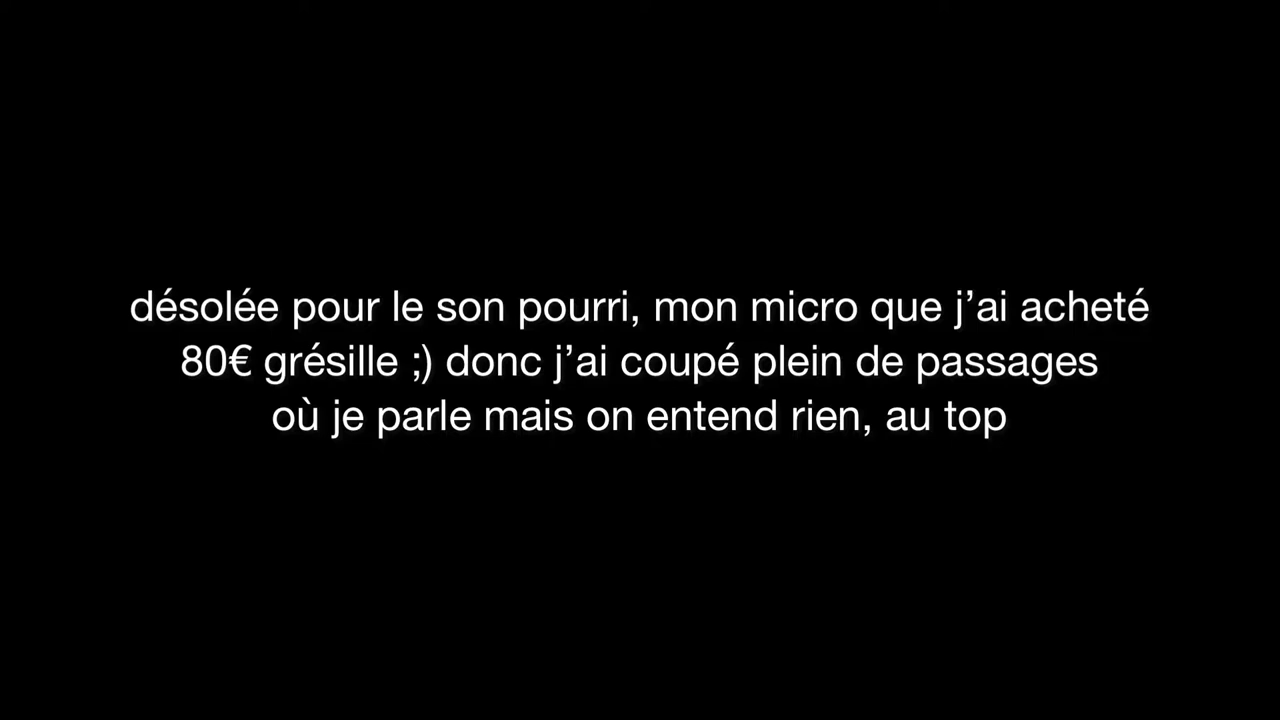 désolée pour le son pourri, mon micro que j’ai acheté
80€ grésille ;) donc j’ai coupé plein de passages
où je parle mais on entend rien, au top